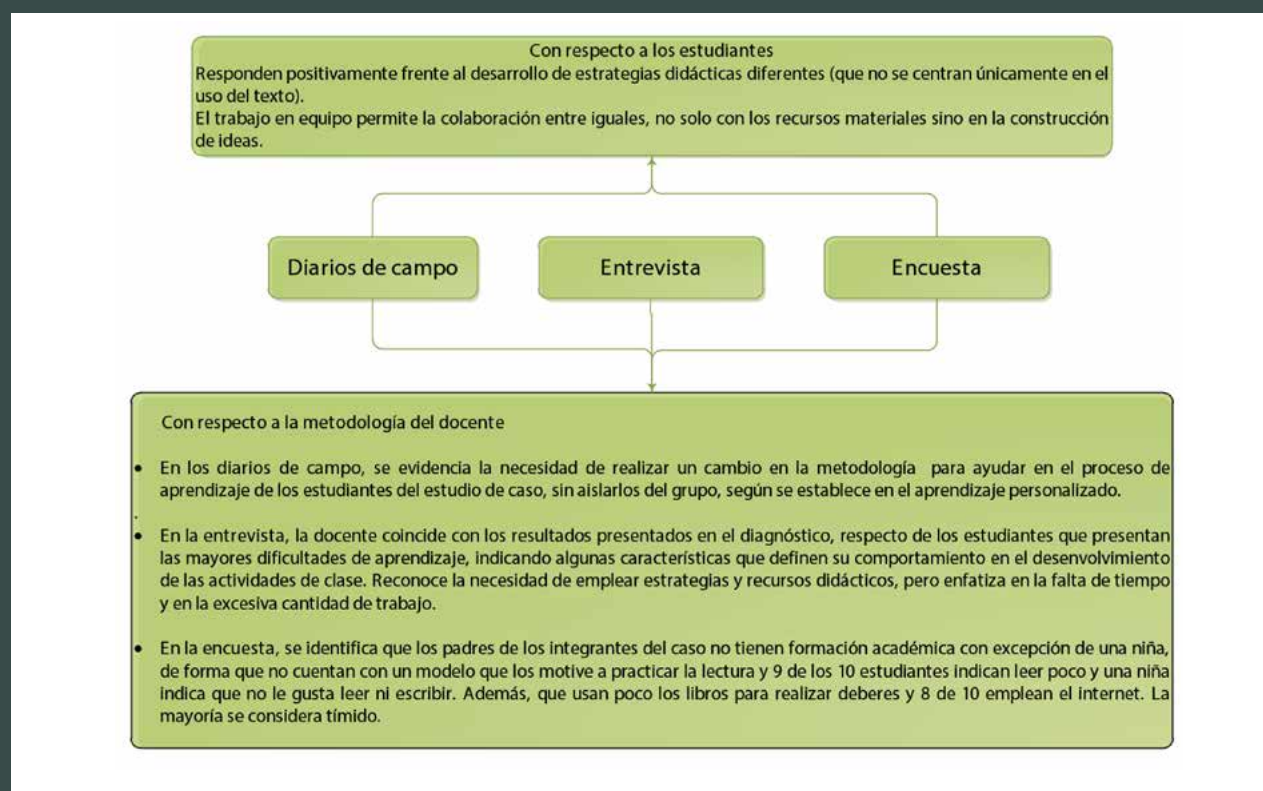 Con respecto a los estudiantes
Responden positivamente frente al desarrollo de estrategias didácticas diferentes (que no se centran únicamente en el
uso del texto).
El trabajo en equipo permite la colaboración entre iguales, no solo con los recursos materiales sino en la construcción
de ideas.
Diarios de campo
Entrevista
Encuesta
Con respecto a la metodología del docente
• En los diarios de campo, se evidencia la necesidad de realizar un cambio en la metodología para ayudar en el proceso de
aprendizaje de los estudiantes del estudio de caso, sin aislarlos del grupo, según se establece en el aprendizaje personalizado.
.
• En la entrevista, la docente coincide con los resultados presentados en el diagnóstico, respecto de los estudiantes que presentan
las mayores dificultades de aprendizaje, indicando algunas características que definen su comportamiento en el desenvolvimiento
de las actividades de clase. Reconoce la necesidad de emplear estrategias y recursos didácticos, pero enfatiza en la falta de tiempo
y en la excesiva cantidad de trabajo.
• En la encuesta, se identifica que los padres de los integrantes del caso no tienen formación académica con excepción de una niña,
de forma que no cuentan con un modelo que los motive a practicar la lectura y 9 de los 10 estudiantes indican leer poco y una niña
indica que no le gusta leer ni escribir. Además, que usan poco los libros para realizar deberes y 8 de 10 emplean el internet. La
mayoría se considera tímido.